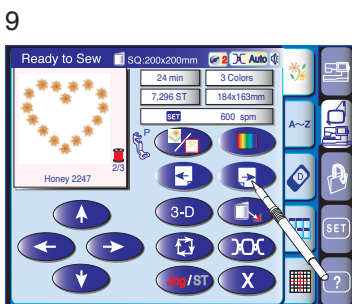 9
Ready to Sew
SQ:200x200mm
2
Auto
24 min
3 Colors
7,296 ST
184x163mm
SET
600 spm
P
2/3
Honey 2247
A~Z
D
3-D
SET
Jog/ST
X
?